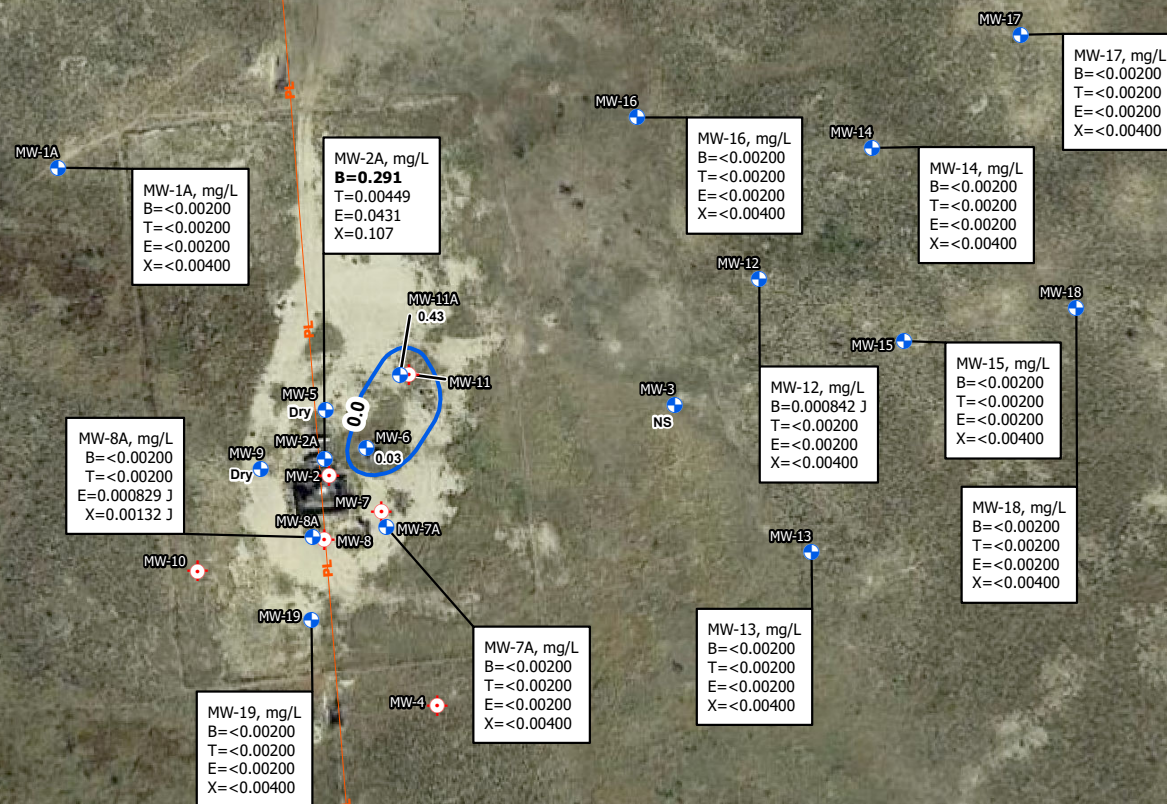 MW-17
MW-17, mg/L
B=<0.00200
T=<0.00200
E=<0.00200
X=<0.00400
PL
MW-16
MW-16, mg/L
B=<0.00200
T=<0.00200
E=<0.00200
X=<0.00400
MW-14
MW-14, mg/L
B=<0.00200
T=<0.00200
E=<0.00200
X=<0.00400
MW-1A
MW-1A, mg/L
B=<0.00200
T=<0.00200
E=<0.00200
X=<0.00400
MW-2A, mg/L
B=0.291
T=0.00449
E=0.0431
X=0.107
MW-12
MW-12, mg/L
B=0.000842 J
T=<0.00200
E=<0.00200
X=<0.00400
MW-18
MW-18, mg/L
B=<0.00200
T=<0.00200
E=<0.00200
X=<0.00400
MW-11A
0.43
PL
MW-15
MW-15, mg/L
B=<0.00200
T=<0.00200
E=<0.00200
X=<0.00400
MW-11
MW-5
Dry
0.0
MW-3
NS
MW-6
0.03
MW-2A
MW-9
Dry
MW-2
MW-8A, mg/L
B=<0.00200
T=<0.00200
E=0.000829 J
X=0.00132 J
MW-7
MW-8A
MW-7A
MW-8
MW-13
MW-13, mg/L
B=<0.00200
T=<0.00200
E=<0.00200
X=<0.00400
MW-10
PL
MW-19
MW-19, mg/L
B=<0.00200
T=<0.00200
E=<0.00200
X=<0.00400
MW-7A, mg/L
B=<0.00200
T=<0.00200
E=<0.00200
X=<0.00400
MW-4